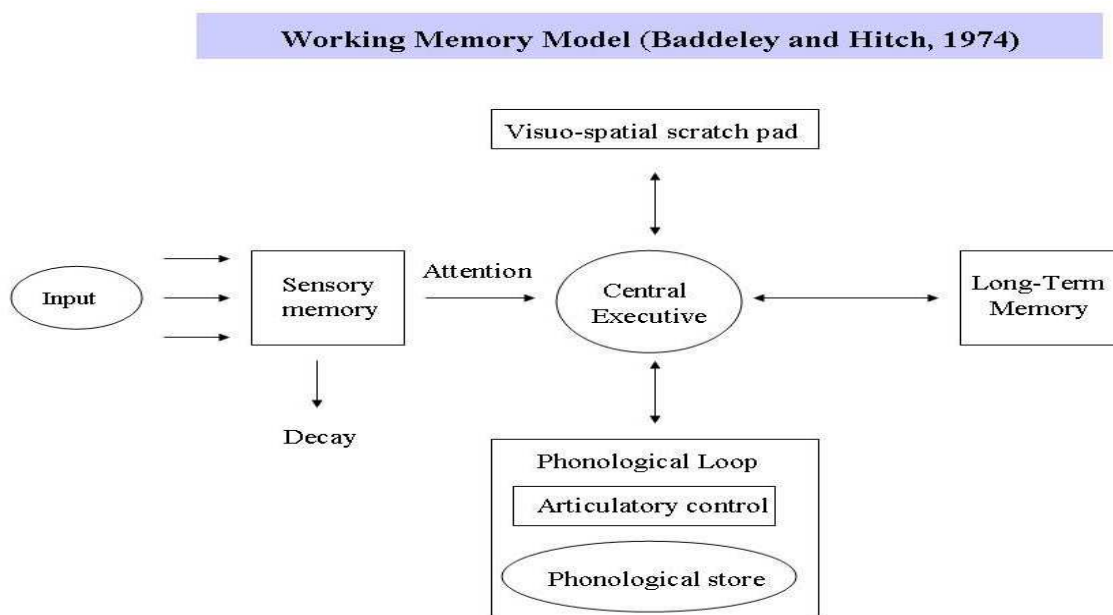 Working Memory Model (Baddeley and Hitch, 1974)
Visuo-spatial scratch pad
Input
Sensory
memory
Attention
Central
Executive
Long-Term
Memory
Decay
Phonological Loop
Articulatory control
Phonological store